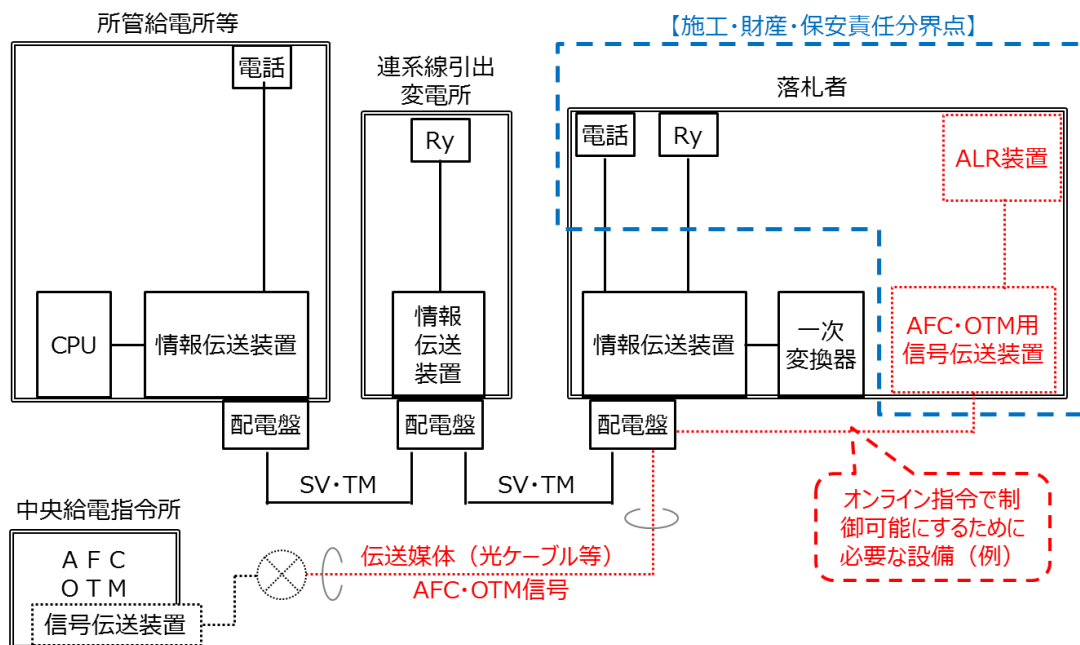 所管給電所等
電話
CPU
情報伝送装置
配電盤
連系線引出
変電所
Ry
情報
伝送
装置
配電盤
【施工・財産・保安責任分界点】
落札者
電話
Ry
ALR装置
情報伝送装置
一次
変換器
AFC・OTM用
信号伝送装置
配電盤
SV・TM
SV・TM
オンライン指令で制
御可能にするために
必要な設備（例）
中央給電指令所
ＡＦＣ
ＯＴＭ
信号伝送装置
伝送媒体（光ケーブル等）
AFC・OTM信号